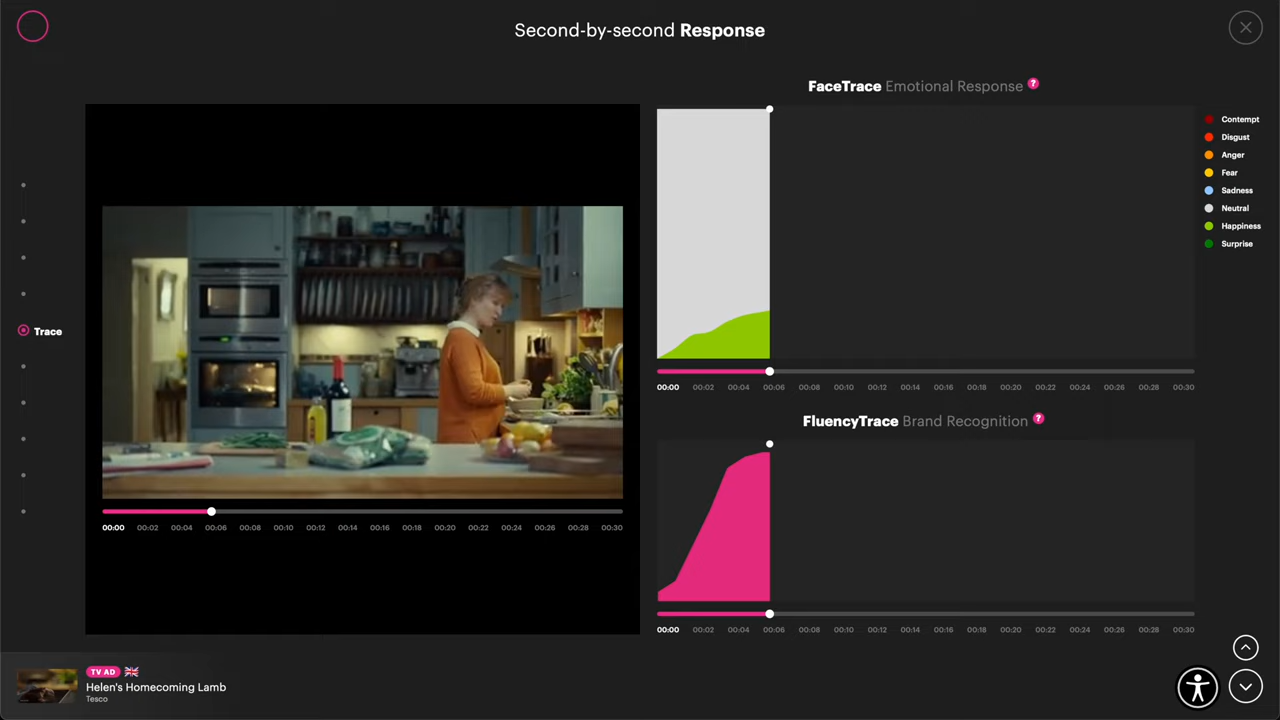 Second-by-second Response
FaceTrace Emotional Response ?
Contempt
Disgust
Anger
Fear
Sadness
Neutral
Happiness
Surprise
Trace
00:00 00:02 00:04 00:06 00:08 00:10 00:12 00:14 00:16 00:18 00:20 00:22 00:24 00:26 00:28 00:30
FluencyTrace Brand Recognition ?
00:00 00:02 00:04 00:06 00:08 00:10 00:12 00:14 00:16 00:18 00:20 00:22 00:24 00:26 00:28 00:30
00:00 00:02 00:04 00:06 00:08 00:10 00:12 00:14 00:16 00:18 00:20 00:22 00:24 00:26 00:28 00:30
TV AD
Helen's Homecoming Lamb
Tesco